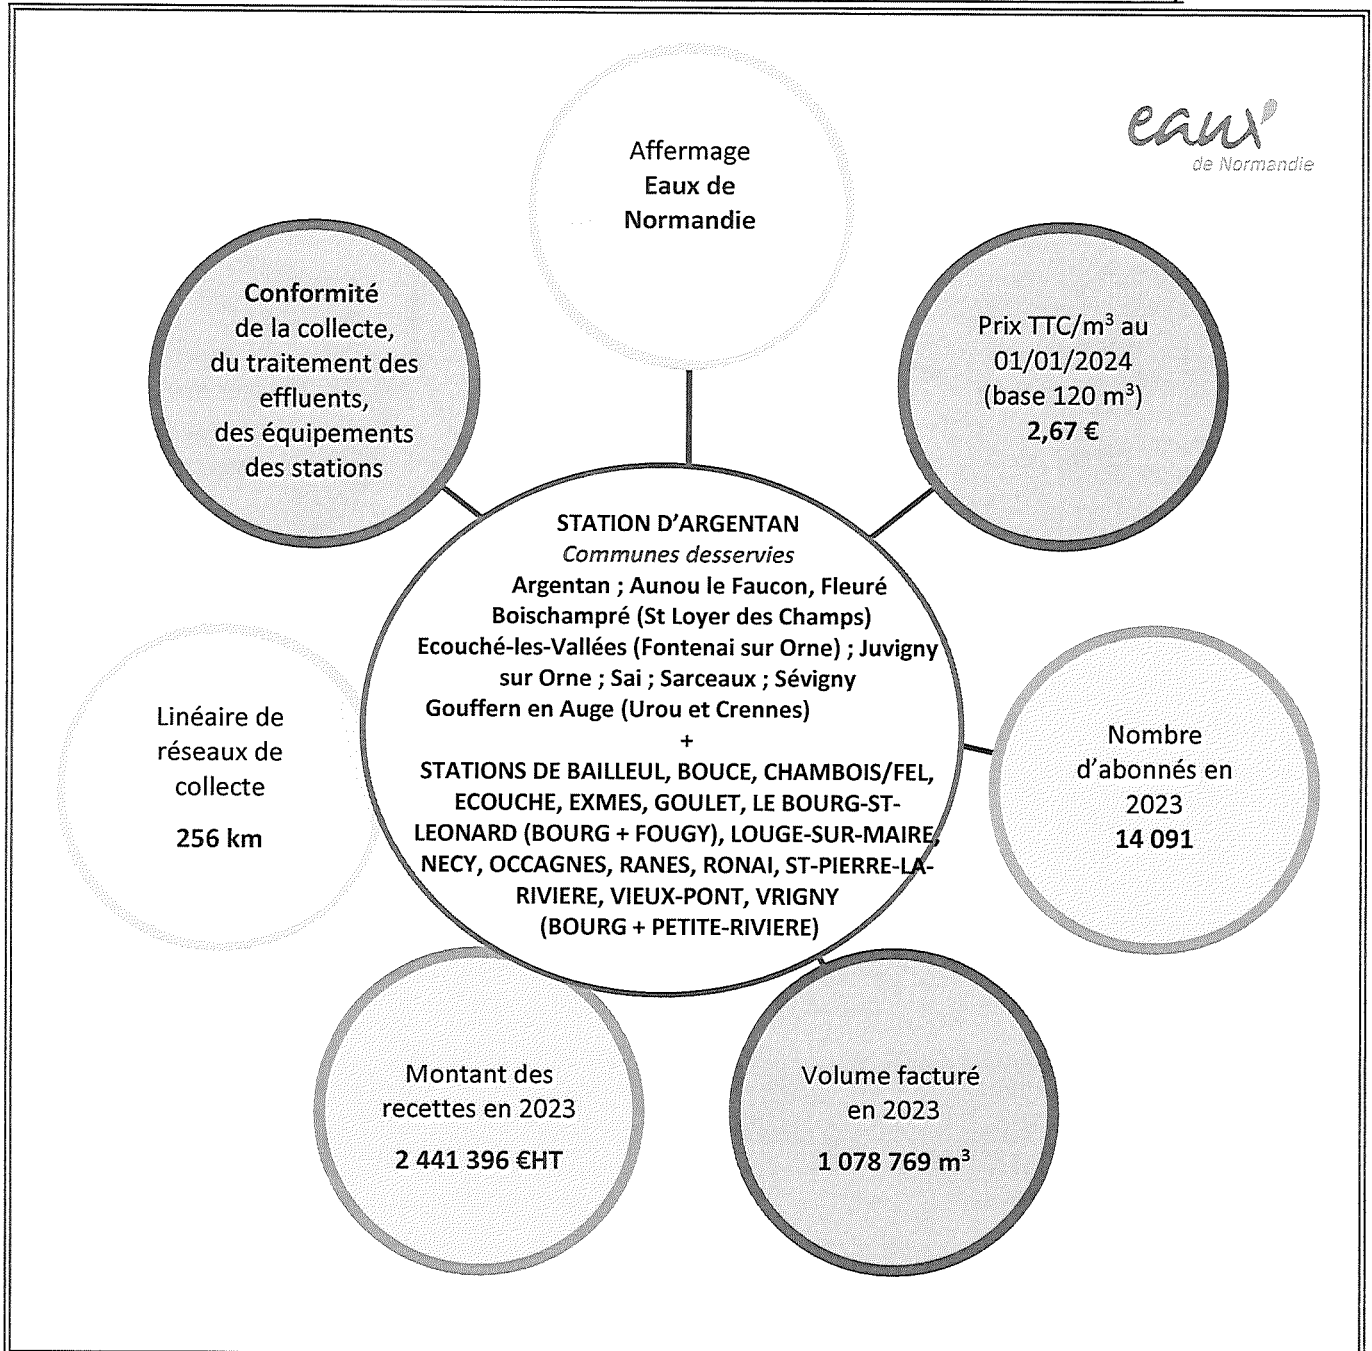 eaux
de Normandie
Affermage
Eaux de
Normandie
Conformité
de la collecte,
du traitement des
effluents,
des équipements
des stations
Prix TTC/m³ au
01/01/2024
(base 120 m³)
2,67 €
STATION D'ARGENTAN
Communes desservies
Argentan ; Aunou le Faucon, Fleuré
Boischampré (St Loyer des Champs)
Ecouché-les-Vallées (Fontenai sur Orne) ; Juvigny
sur Orne ; Sai ; Sarceaux ; Sévigny
Gouffern en Auge (Urou et Crennes)
+
STATIONS DE BAILLEUL, BOUCE, CHAMBOIS/FEL,
ECOUCHE, EXMES, GOULET, LE BOURG-ST-
LEONARD (BOURG + FOUGY), LOUGE-SUR-MAIRE,
NECY, OCCAGNES, RANES, RONAI, ST-PIERRE-LA-
RIVIERE, VIEUX-PONT, VRIGNY
(BOURG + PETITE-RIVIERE)
Linéaire de
réseaux de
collecte
256 km
Nombre
d'abonnés en
2023
14 091
Montant des
recettes en 2023
2 441 396 €HT
Volume facturé
en 2023
1 078 769 m³